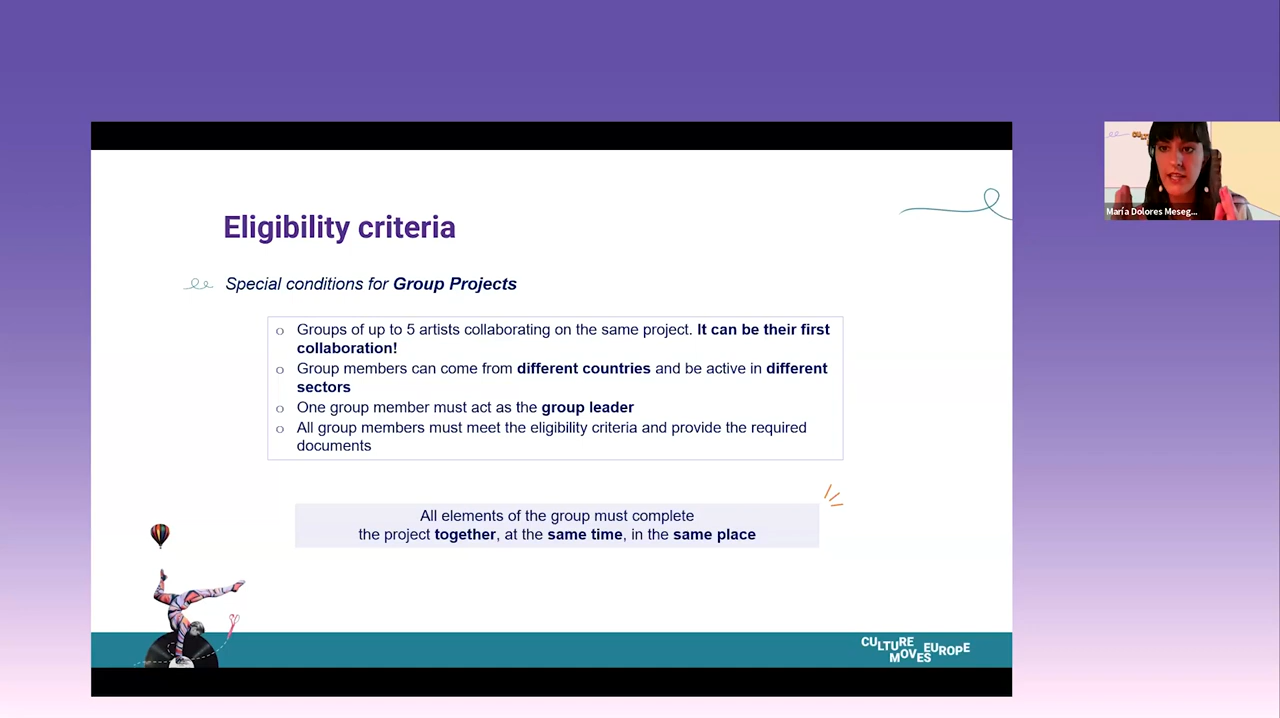 Eligibility criteria
Special conditions for Group Projects
o Groups of up to 5 artists collaborating on the same project. It can be their first
collaboration!
o Group members can come from different countries and be active in different
sectors
o One group member must act as the group leader
o All group members must meet the eligibility criteria and provide the required
documents
All elements of the group must complete
the project together, at the same time, in the same place
CULTURE
MOVES EUROPE
María Dolores Meseg...